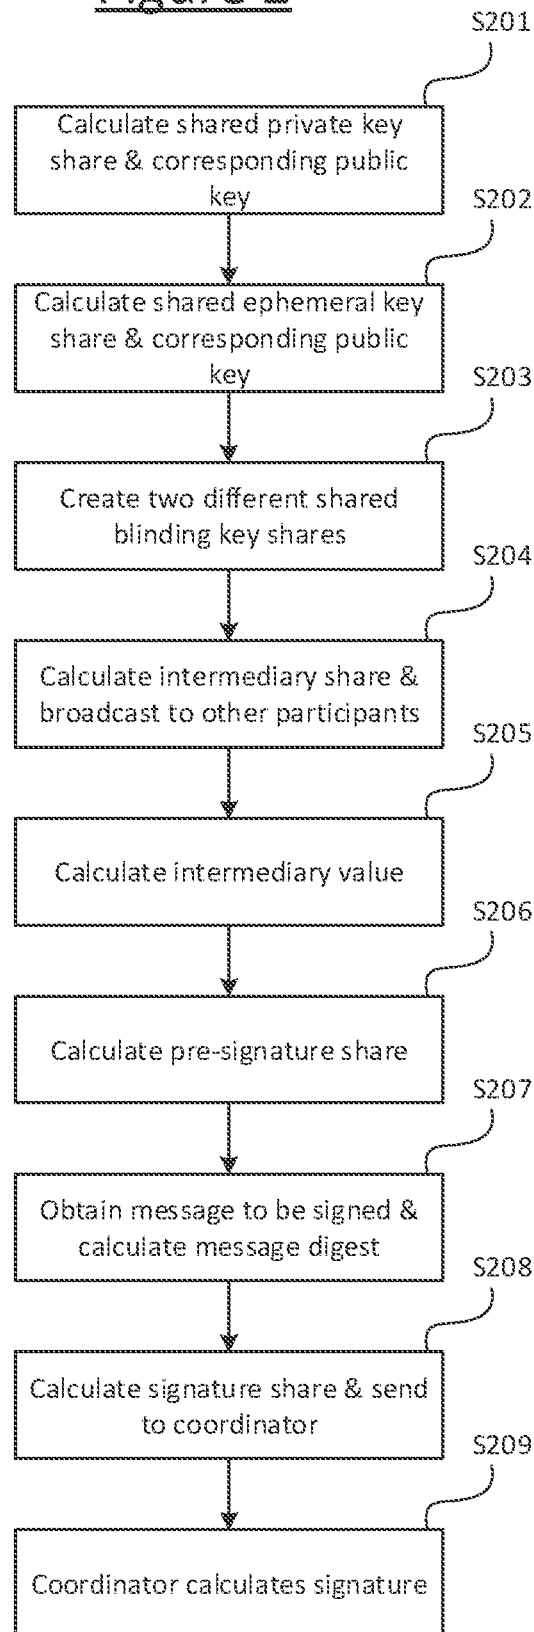 Figure 2
S201
Calculate shared private key
share & corresponding public
key
S202
Calculate shared ephemeral key
share & corresponding public
key
S203
Create two different shared
blinding key shares
S204
Calculate intermediary share &
broadcast to other participants
S205
Calculate intermediary value
S206
Calculate pre-signature share
S207
Obtain message to be signed &
calculate message digest
S208
Calculate signature share & send
to coordinator
S209
Coordinator calculates signature